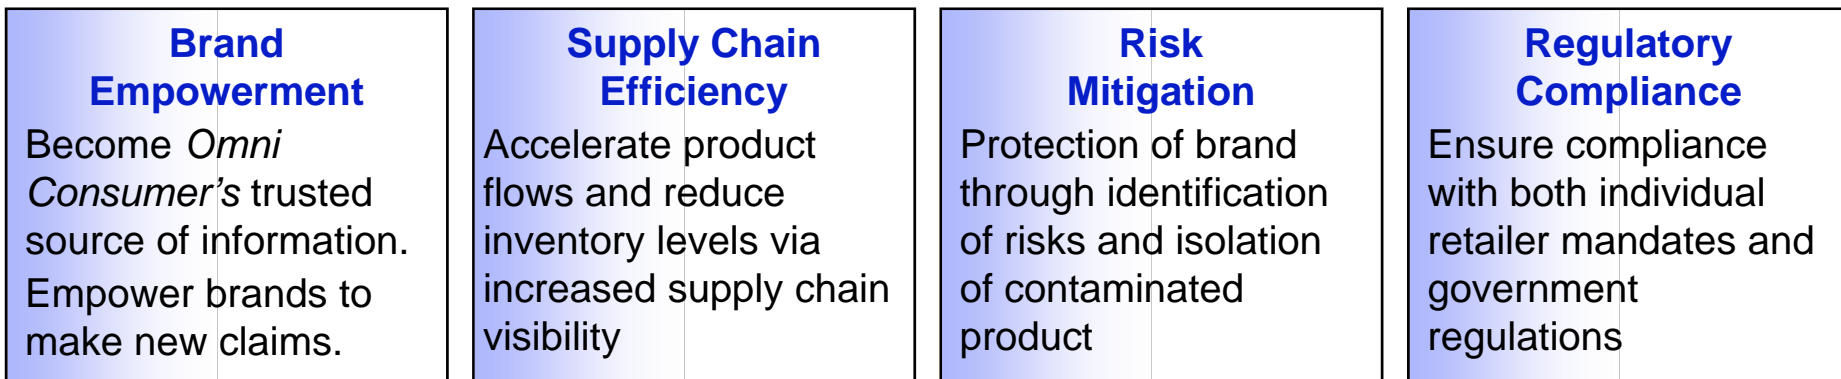 Brand
Empowerment
Become Omni
Consumer's trusted
source of information.
Empower brands to
make new claims.
Supply Chain
Efficiency
Accelerate product
flows and reduce
inventory levels via
increased supply chain
visibility
Risk
Mitigation
Protection of brand
through identification
of risks and isolation
of contaminated
product
Regulatory
Compliance
Ensure compliance
with both individual
retailer mandates and
government
regulations